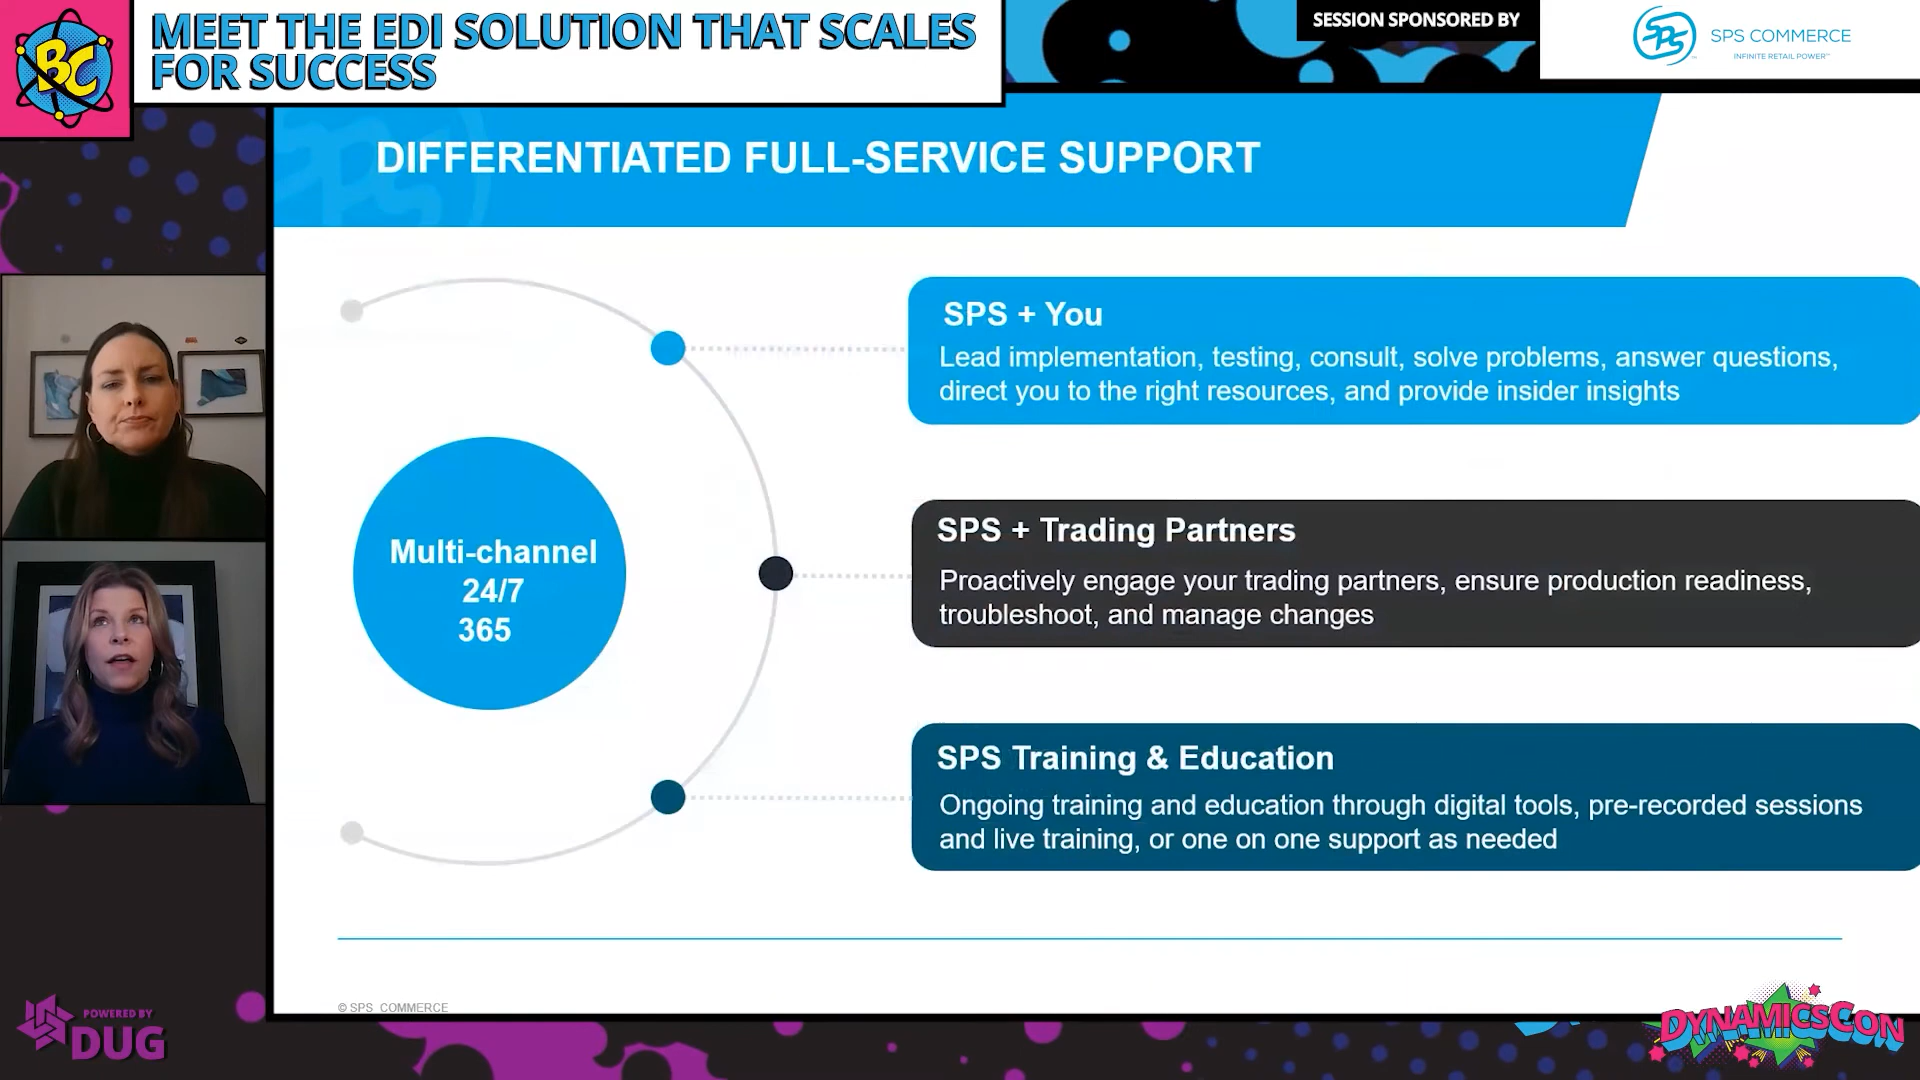 BC
MEET THE EDI SOLUTION THAT SCALES
FOR SUCCESS
SESSION SPONSORED BY
SPS
SPS COMMERCE
INFINITE RETAIL POWER™
DIFFERENTIATED FULL-SERVICE SUPPORT
Multi-channel
24/7
365
SPS + You
Lead implementation, testing, consult, solve problems, answer questions,
direct you to the right resources, and provide insider insights
SPS + Trading Partners
Proactively engage your trading partners, ensure production readiness,
troubleshoot, and manage changes
SPS Training & Education
Ongoing training and education through digital tools, pre-recorded sessions
and live training, or one on one support as needed
© SPS COMMERCE
POWERED BY
DUG
DYNAMICSCON